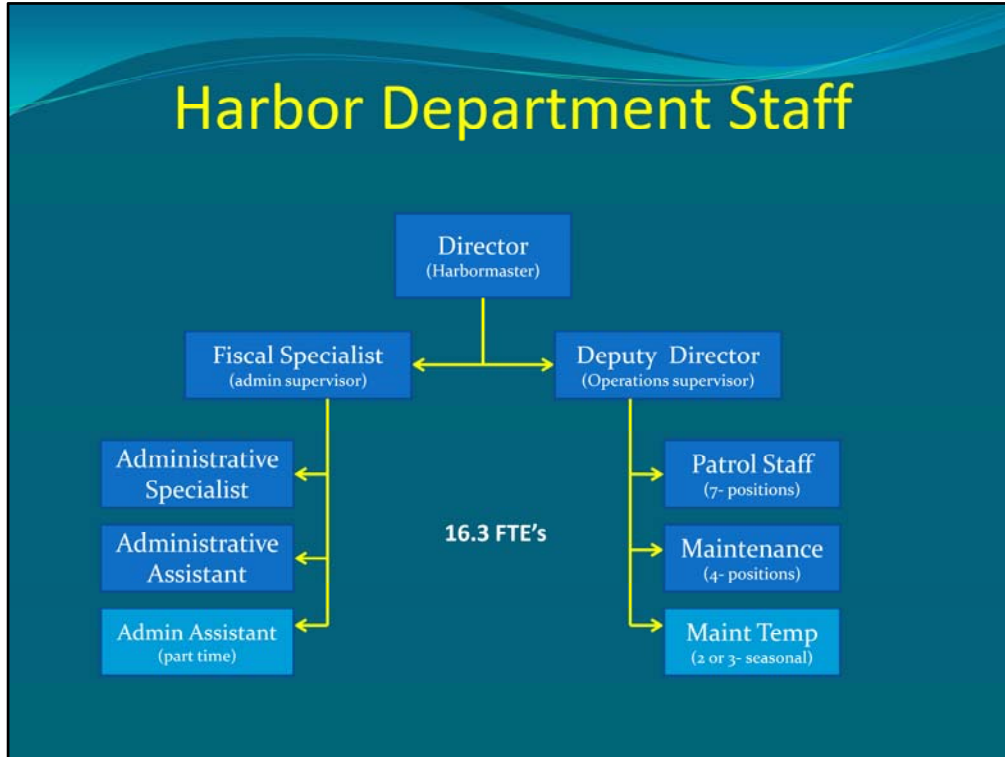 Harbor Department Staff
Director
(Harbormaster)
Fiscal Specialist
(admin supervisor)
Deputy Director
(Operations supervisor)
Administrative
Specialist
Administrative
Assistant
Admin Assistant
(part time)
16.3 FTE's
Patrol Staff
(7- positions)
Maintenance
(4- positions)
Maint Temp
(2 or 3- seasonal)